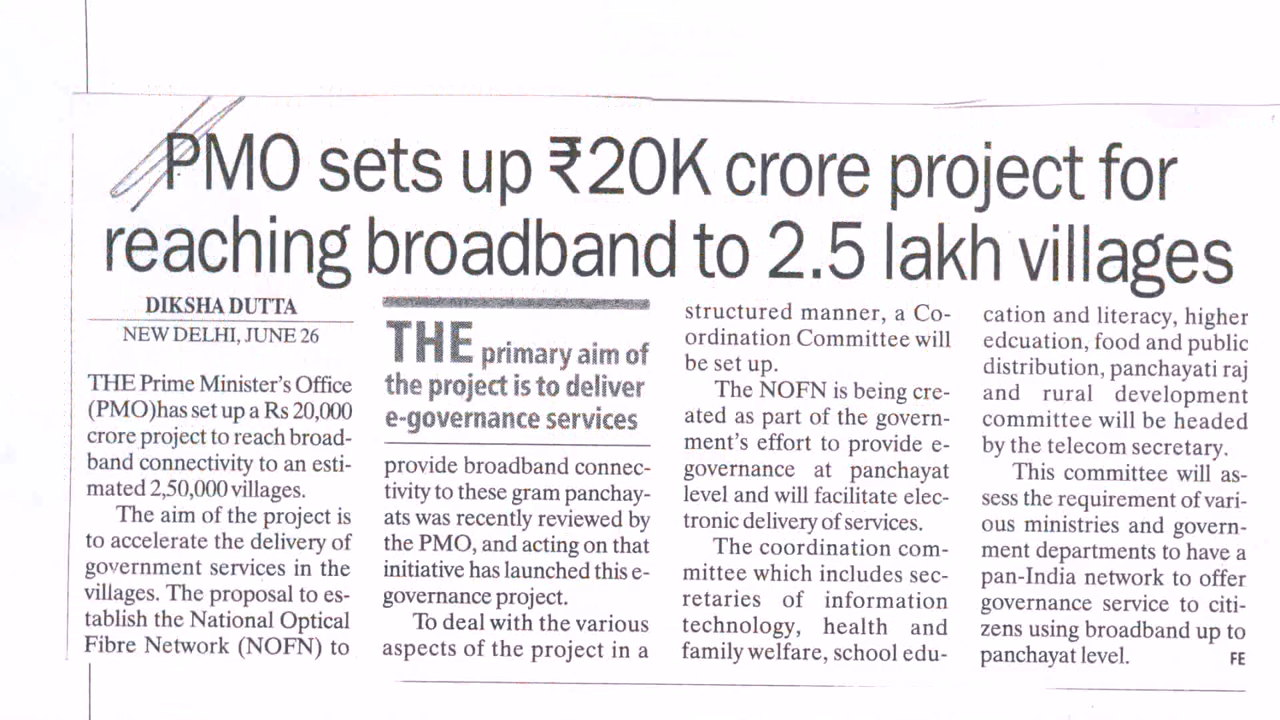 PMO sets up ₹20K crore project for
reaching broadband to 2.5 lakh villages
DIKSHA DUTTA
NEW DELHI, JUNE 26
THE Prime Minister's Office
(PMO)has set up a Rs 20,000
crore project to reach broad-
band connectivity to an esti-
mated 2,50,000 villages.
The aim of the project is
to accelerate the delivery of
government services in the
villages. The proposal to es-
tablish the National Optical
Fibre Network (NOFN) to
THE primary aim of
the project is to deliver
e-governance services
provide broadband connec-
tivity to these gram panchay-
ats was recently reviewed by
the PMO, and acting on that
initiative has launched this e-
governance project.
To deal with the various
aspects of the project in a
structured manner, a Co-
ordination Committee will
be set up.
The NOFN is being cre-
ated as part of the govern-
ment's effort to provide e-
governance at panchayat
level and will facilitate elec-
tronic delivery of services.
The coordination com-
mittee which includes sec-
retaries of information
technology, health and
family welfare, school edu-
cation and literacy, higher
edcuation, food and public
distribution, panchayati raj
and rural development
committee will be headed
by the telecom secretary.
This committee will as-
sess the requirement of vari-
ous ministries and govern-
ment departments to have a
pan-India network to offer
governance service to citi-
zens using broadband up to
panchayat level.
FE